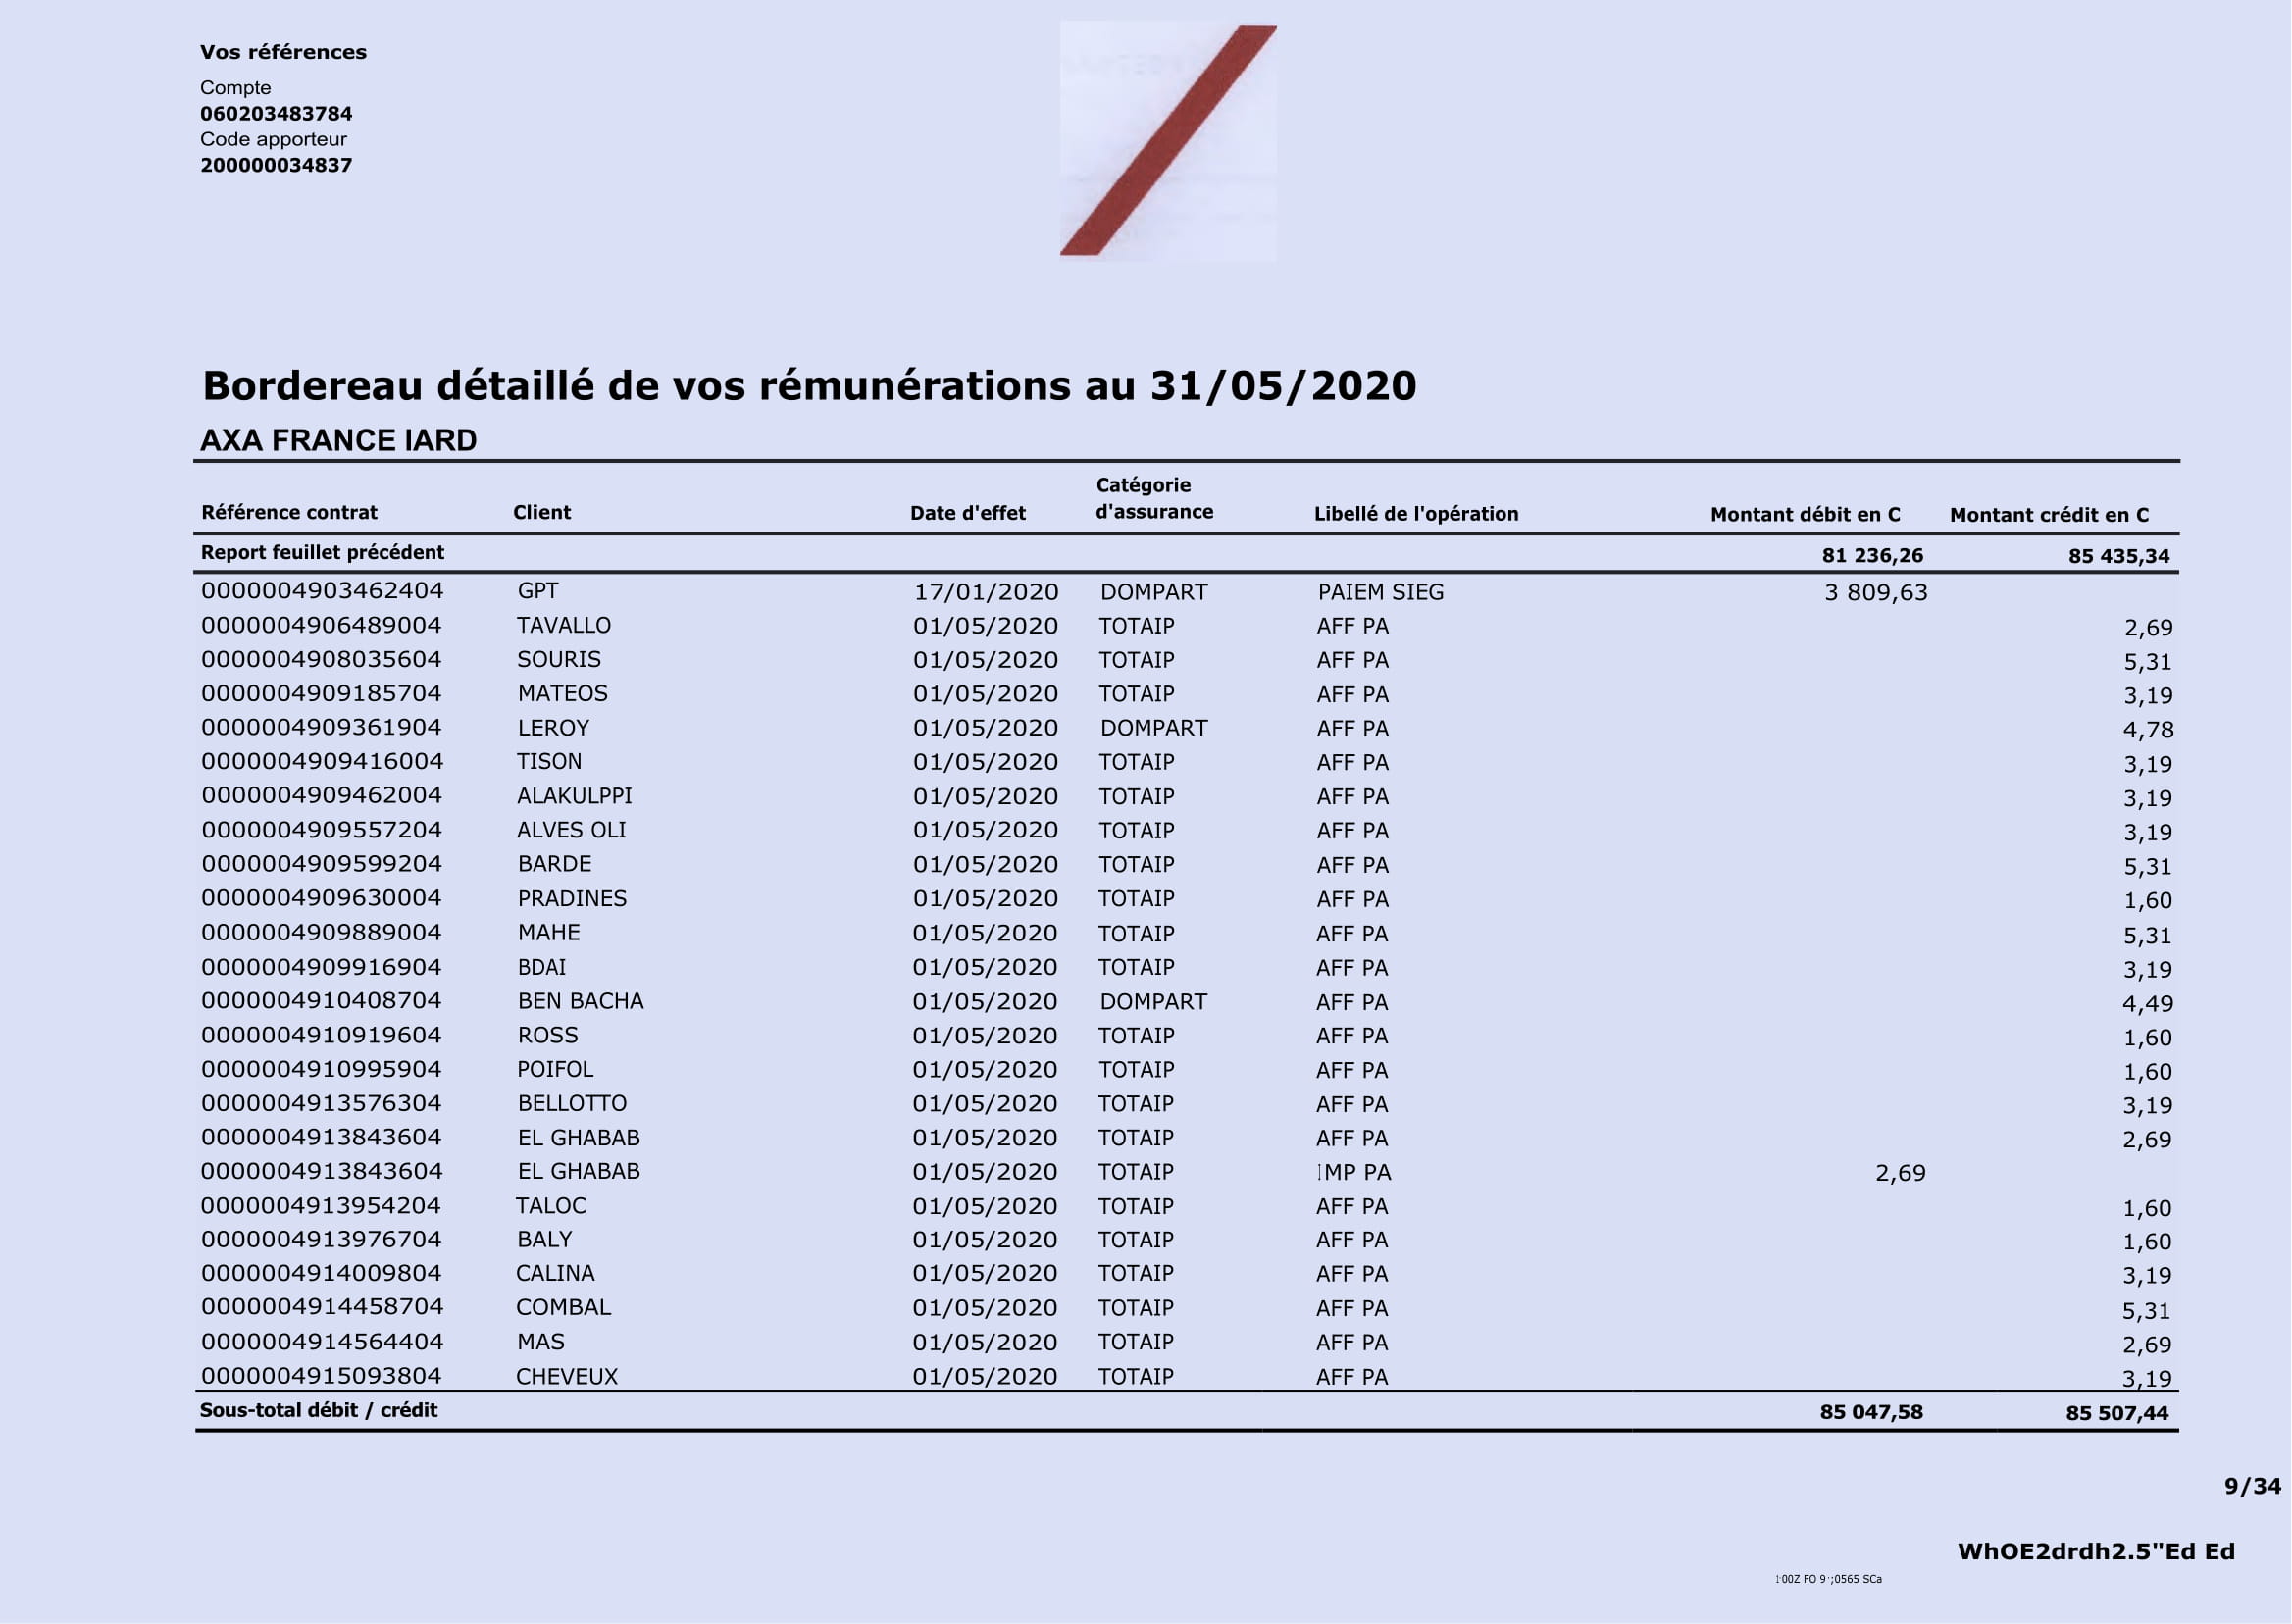 Vos références
Compte
060203483784
Code apporteur
200000034837
Bordereau détaillé de vos rémunérations au 31/05/2020
AXA FRANCE IARD
Référence contrat Client Date d'effet Catégorie d'assurance Libellé de l'opération Montant débit en C Montant crédit en C
Report feuillet précédent 81 236,26 85 435,34
0000004903462404 GPT 17/01/2020 DOMPART PAIEM SIEG 3 809,63
0000004906489004 TAVALLO 01/05/2020 TOTAIP AFF PA 2,69
0000004908035604 SOURIS 01/05/2020 TOTAIP AFF PA 5,31
0000004909185704 MATEOS 01/05/2020 TOTAIP AFF PA 3,19
0000004909361904 LEROY 01/05/2020 DOMPART AFF PA 4,78
0000004909416004 TISON 01/05/2020 TOTAIP AFF PA 3,19
0000004909462004 ALAKULPPI 01/05/2020 TOTAIP AFF PA 3,19
0000004909557204 ALVES OLI 01/05/2020 TOTAIP AFF PA 3,19
0000004909599204 BARDE 01/05/2020 TOTAIP AFF PA 5,31
0000004909630004 PRADINES 01/05/2020 TOTAIP AFF PA 1,60
0000004909889004 MAHE 01/05/2020 TOTAIP AFF PA 5,31
0000004909916904 BDAI 01/05/2020 TOTAIP AFF PA 3,19
0000004910408704 BEN BACHA 01/05/2020 DOMPART AFF PA 4,49
0000004910919604 ROSS 01/05/2020 TOTAIP AFF PA 1,60
0000004910995904 POIFOL 01/05/2020 TOTAIP AFF PA 1,60
0000004913576304 BELLOTTO 01/05/2020 TOTAIP AFF PA 3,19
0000004913843604 EL GHABAB 01/05/2020 TOTAIP AFF PA 2,69
0000004913843604 EL GHABAB 01/05/2020 TOTAIP IMP PA 2,69
0000004913954204 TALOC 01/05/2020 TOTAIP AFF PA 1,60
0000004913976704 BALY 01/05/2020 TOTAIP AFF PA 1,60
0000004914009804 CALINA 01/05/2020 TOTAIP AFF PA 3,19
0000004914458704 COMBAL 01/05/2020 TOTAIP AFF PA 5,31
0000004914564404 MAS 01/05/2020 TOTAIP AFF PA 2,69
0000004915093804 CHEVEUX 01/05/2020 TOTAIP AFF PA 3,19
Sous-total débit / crédit 85 047,58 85 507,44
9/34
WhOE2drdh2.5"Ed Ed
FO SCa